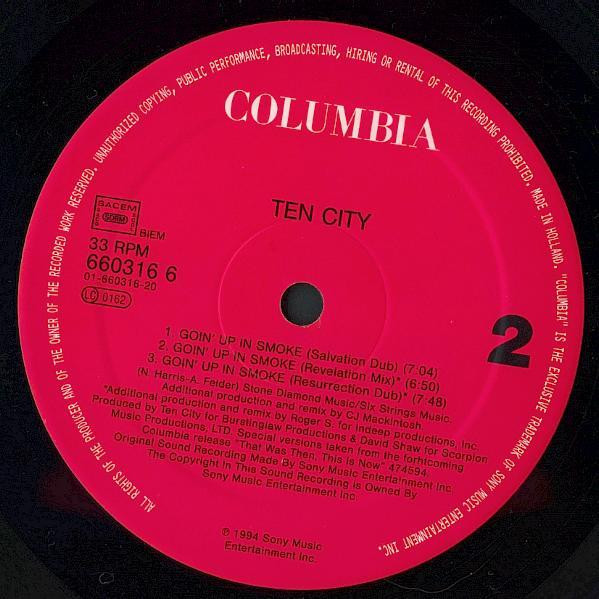 ALL RIGHTS OF THE PRODUCER AND OF THE OWNER OF THE RECORDED WORK RESERVED. UNAUTHORIZED COPYING, PUBLIC PERFORMANCE, BROADCASTING, HIRING OR RENTAL OF THIS RECORDING PROHIBITED. MADE IN HOLLAND. "COLUMBIA" IS THE EXCLUSIVE TRADEMARK OF SONY MUSIC ENTERTAINMENT INC.
COLUMBIA
TEN CITY
SACEM
SDRM
BIEM
33 RPM
660316 6
01-660316-20
LC 0162
2
1. GOIN' UP IN SMOKE (Salvation Dub) (7:04)
2. GOIN' UP IN SMOKE (Revelation Mix)* (6:50)
3. GOIN' UP IN SMOKE (Resurrection Dub)* (7:48)
(N. Harris-A. Felder) Stone Diamond Music/Six Strings Music.
Additional production and remix by CJ Mackintosh.
*Additional production and remix by Roger S. for Indeep productions, Inc.
Produced by Ten City for Buratinglaw Productions & David Shaw for Scorpion
Music Productions, LTD. Special versions taken from the forthcoming
Columbia release "That Was Then, This is Now" 474594.
Original Sound Recording Made By Sony Music Entertainment Inc.
The Copyright In This Sound Recording is Owned By
Sony Music Entertainment Inc.
℗ 1994 Sony Music
Entertainment Inc.